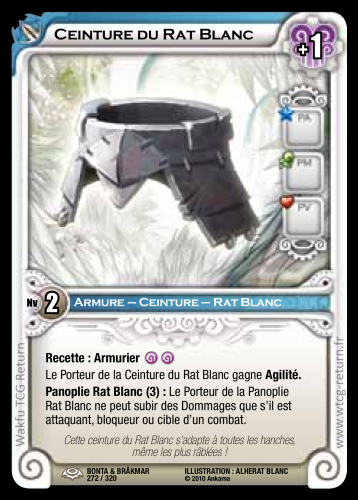 Ceinture du Rat Blanc
+1
PA
PM
PV
Nv 2 Armure – Ceinture – Rat Blanc
Recette : Armurier
Le Porteur de la Ceinture du Rat Blanc gagne Agilité.
Panoplie Rat Blanc (3) : Le Porteur de la Panoplie
Rat Blanc ne peut subir des Dommages que s'il est
attaquant, bloqueur ou cible d'un combat.
Cette ceinture du Rat Blanc s'adapte à toutes les hanches,
même les plus râblées !
BONTA & BRÂKMAR
272 / 320
ILLUSTRATION : ALHERAT BLANC
© 2010 Ankama
Wakfu TCG Return
www.wtcg-return.fr